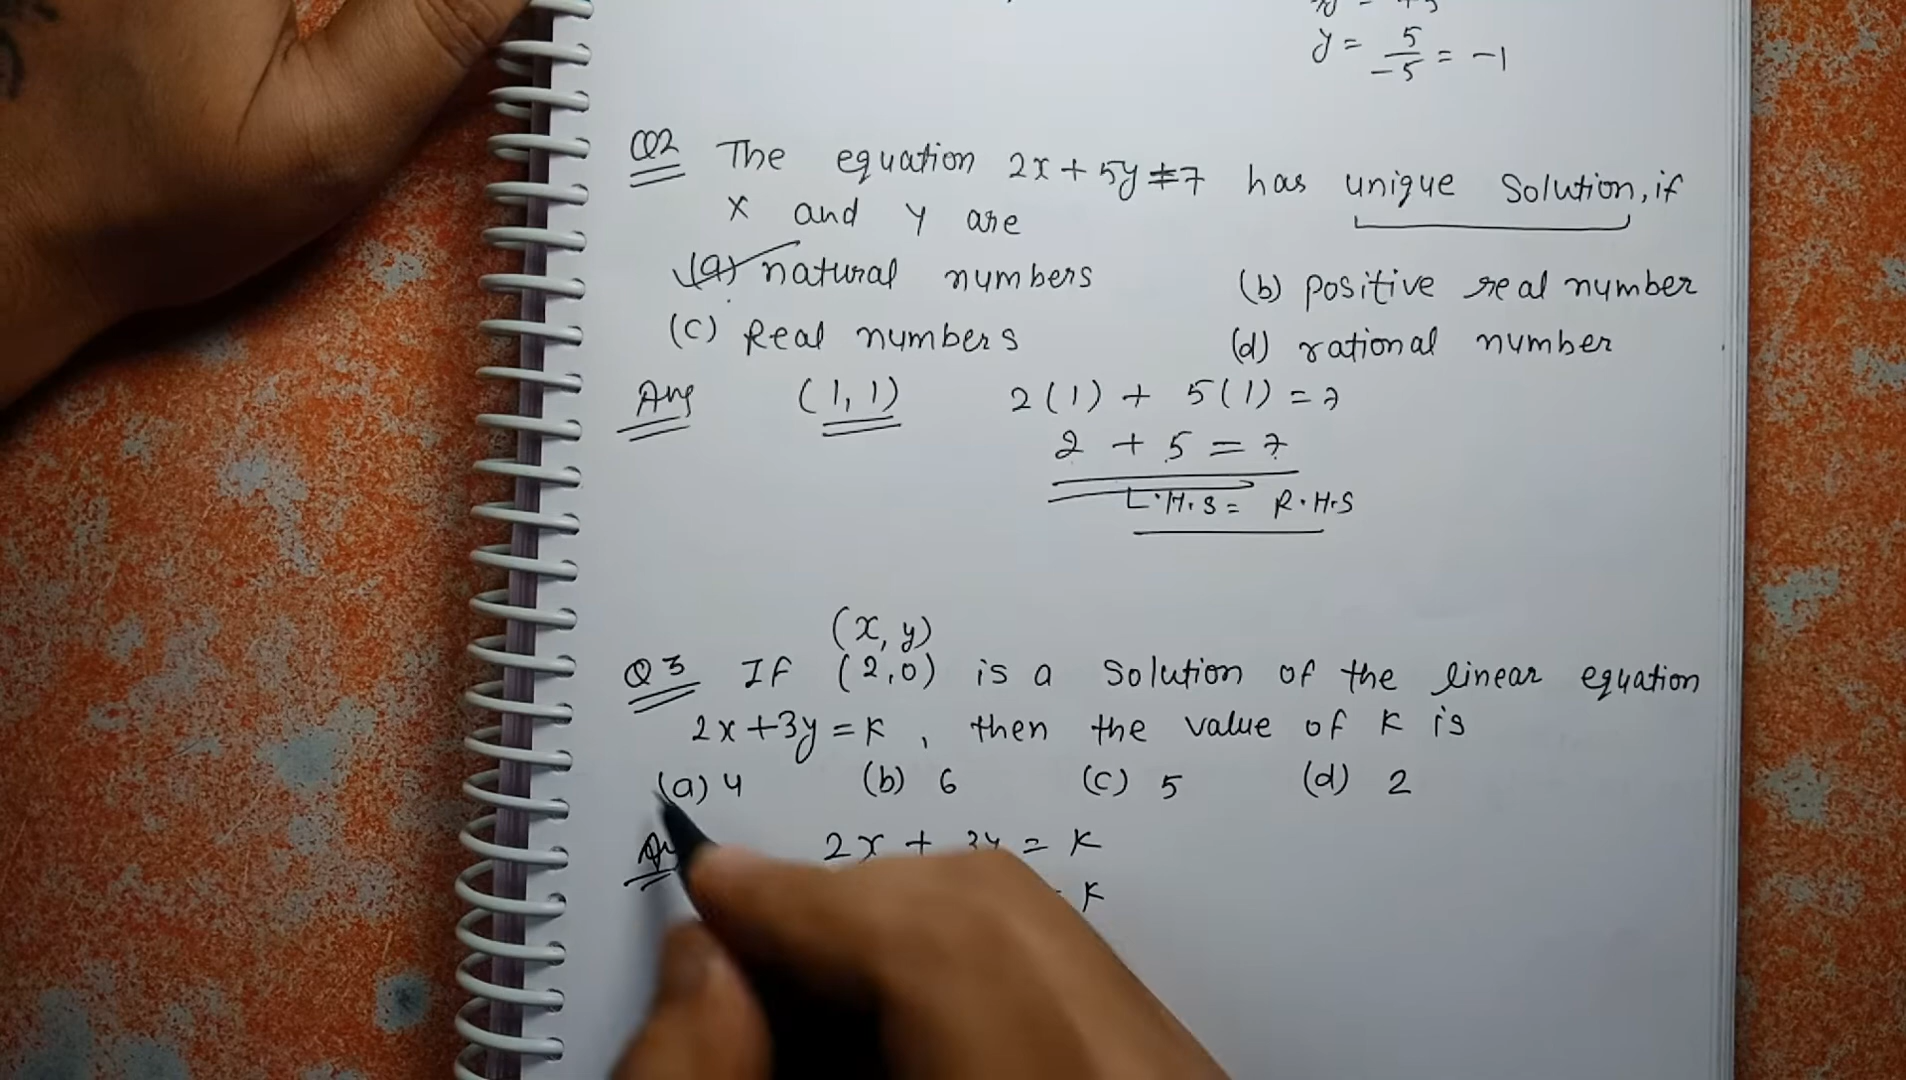 y = 5/-5 = -1
Q2 The equation 2x + 5y = 7 has unique Solution, if
x and y are
(a) natural numbers (b) positive real number
(c) Real numbers (d) rational number
Ans (1, 1) 2(1) + 5(1) = 7
2 + 5 = 7
L.H.S = R.H.S
(x, y)
Q3 If (2,0) is a Solution of the linear equation
2x+3y = K , then the value of K is
(a) 4 (b) 6 (c) 5 (d) 2
2x + 3y = K
K